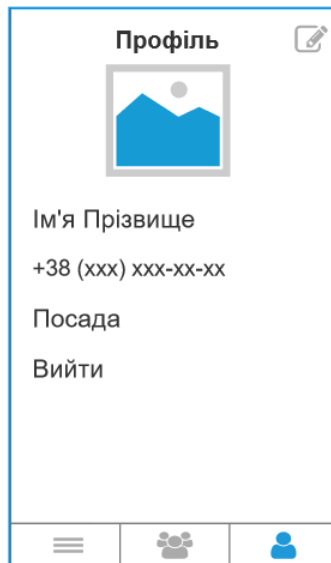 Профіль
Ім'я Прізвище
+38 (xxx) xxx-xx-xx
Посада
Вийти